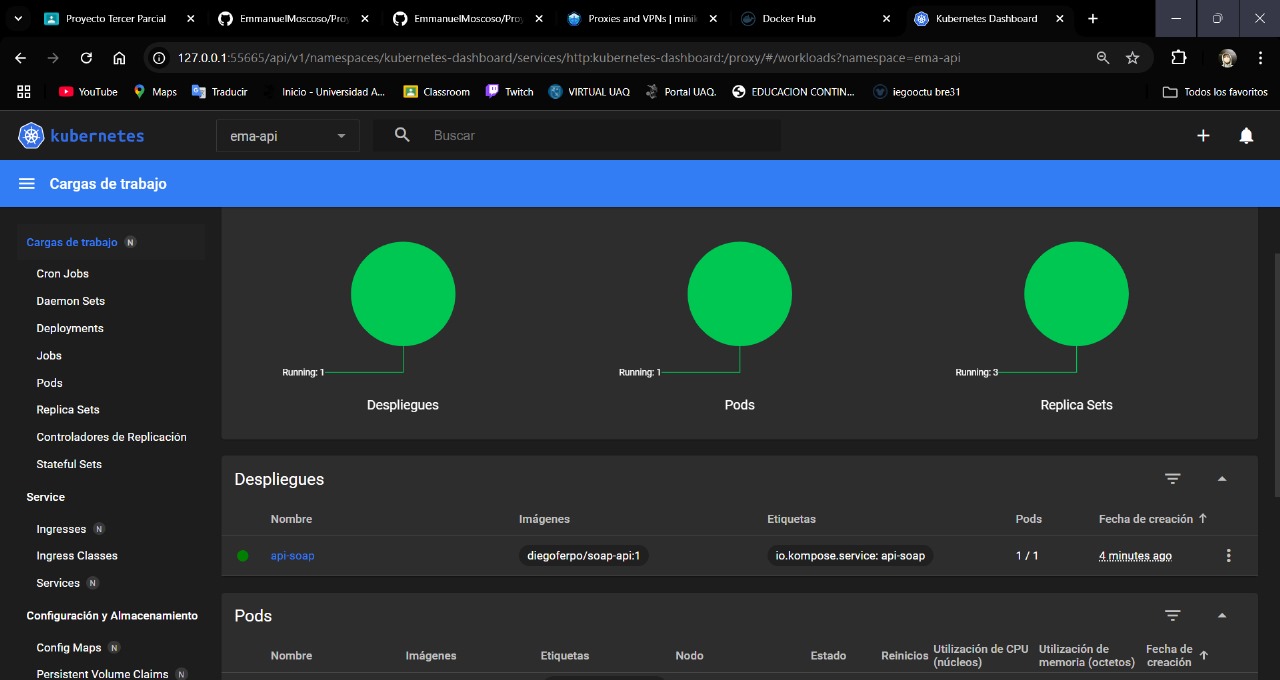 Proyecto Tercer Parcial
EmmanuelMoscoso/Proy
EmmanuelMoscoso/Proy
Proxies and VPNs | minik
Docker Hub
Kubernetes Dashboard
127.0.0.1:55665/api/v1/namespaces/kubernetes-dashboard/services/http:kubernetes-dashboard:/proxy/#/workloads?namespace=ema-api
YouTube
Maps
Traducir
Inicio - Universidad A...
Classroom
Twitch
VIRTUAL UAQ
Portal UAQ.
EDUCACION CONTIN...
iegooctu bre31
Todos los favoritos
kubernetes
ema-api
Buscar
Cargas de trabajo
Cargas de trabajo N
Cron Jobs
Daemon Sets
Deployments
Jobs
Pods
Replica Sets
Controladores de Replicación
Stateful Sets
Service
Ingresses N
Ingress Classes
Services N
Configuración y Almacenamiento
Config Maps N
Persistent Volume Claims N
Running: 1
Despliegues
Running: 1
Pods
Running: 3
Replica Sets
Despliegues
Nombre Imágenes Etiquetas Pods Fecha de creación
api-soap diegoferpo/soap-api:1 io.kompose.service: api-soap 1 / 1 4 minutes ago
Pods
Nombre Imágenes Etiquetas Nodo Estado Reinicios Utilización de CPU (núcleos) Utilización de memoria (octetos) Fecha de creación